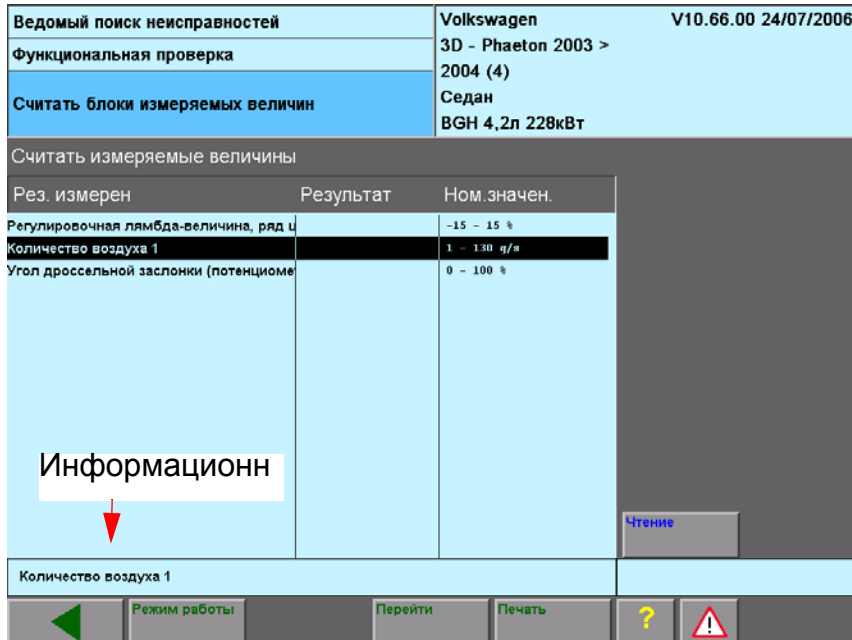 Ведомый поиск неисправностей
Функциональная проверка
Считать блоки измеряемых величин
Volkswagen V10.66.00 24/07/2006
3D - Phaeton 2003 >
2004 (4)
Седан
BGH 4,2л 228кВт
Считать измеряемые величины
Рез. измерен Результат Ном.значен.
Регулировочная лямбда-величина, ряд ц -15 - 15 %
Количество воздуха 1 1 - 130 g/s
Угол дроссельной заслонки (потенциоме 0 - 100 %
Информационн
Чтение
Количество воздуха 1
Режим работы Перейти Печать ?